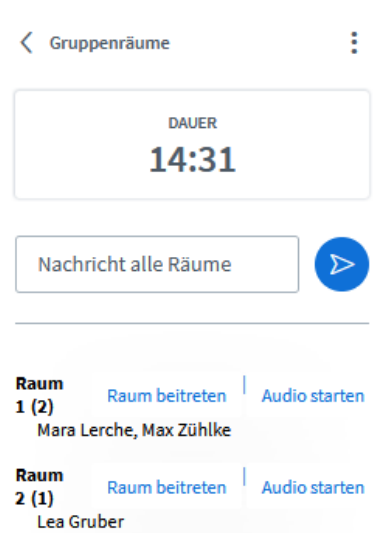 Gruppenräume
DAUER
14:31
Nachricht alle Räume
Raum 1 (2) Raum beitreten | Audio starten
Mara Lerche, Max Zühlke
Raum 2 (1) Raum beitreten | Audio starten
Lea Gruber